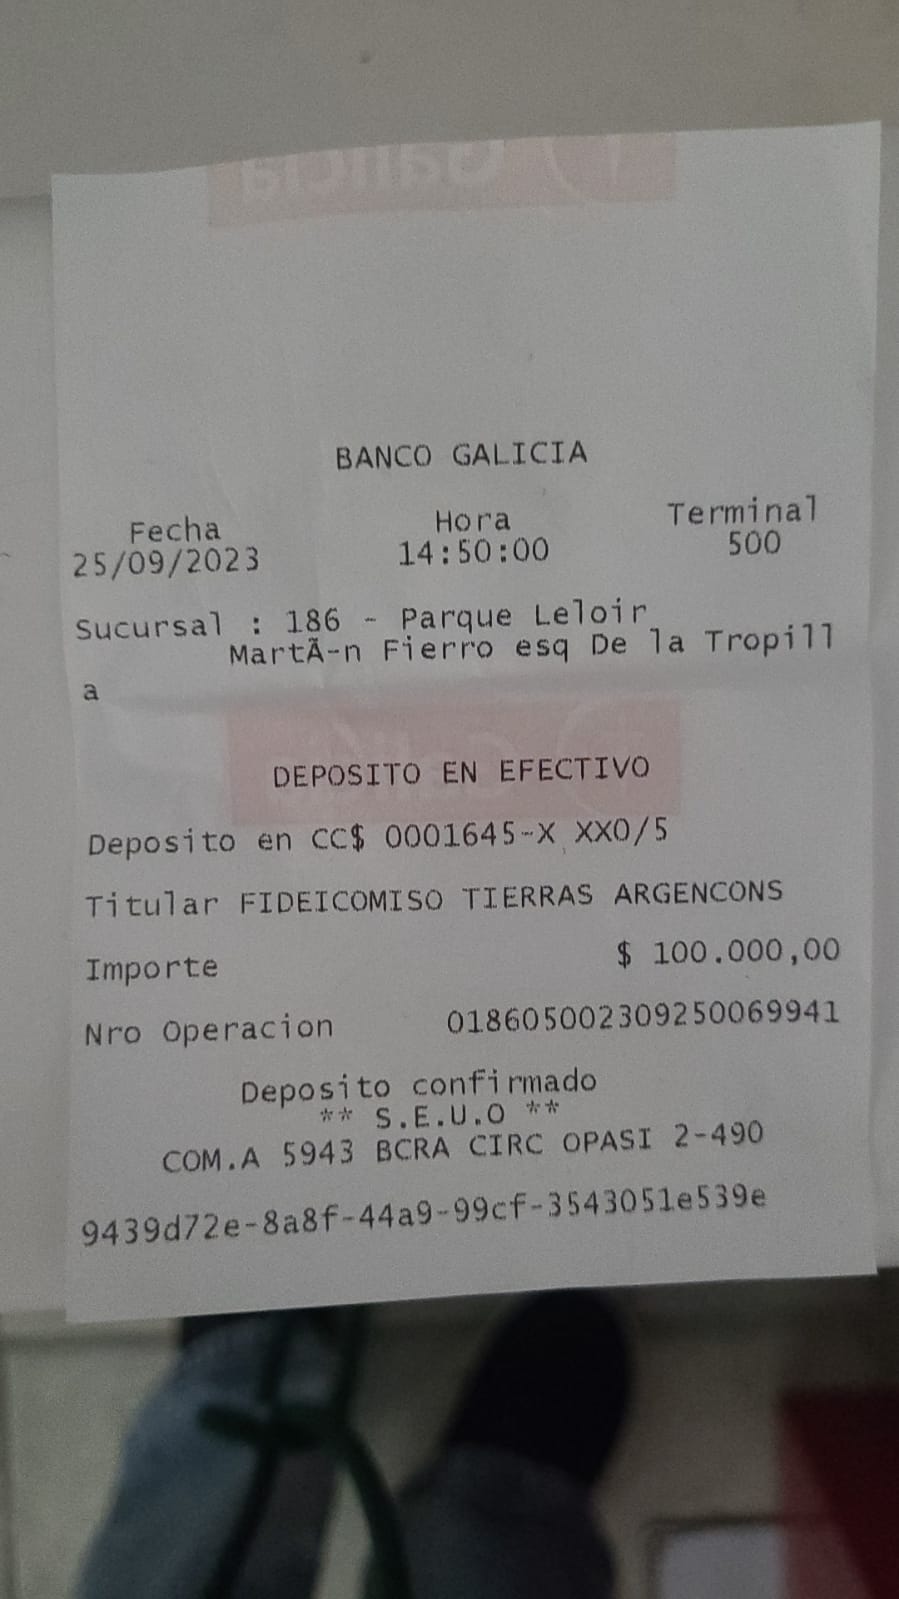 BANCO GALICIA
Fecha Hora Terminal
25/09/2023 14:50:00 500
Sucursal : 186 - Parque Leloir
MartÃ-n Fierro esq De la Tropill
a
DEPOSITO EN EFECTIVO
Deposito en CC$ 0001645-X XX0/5
Titular FIDEICOMISO TIERRAS ARGENCONS
Importe $ 100.000,00
Nro Operacion 018605002309250069941
Deposito confirmado
** S.E.U.O **
COM.A 5943 BCRA CIRC OPASI 2-490
9439d72e-8a8f-44a9-99cf-3543051e539e